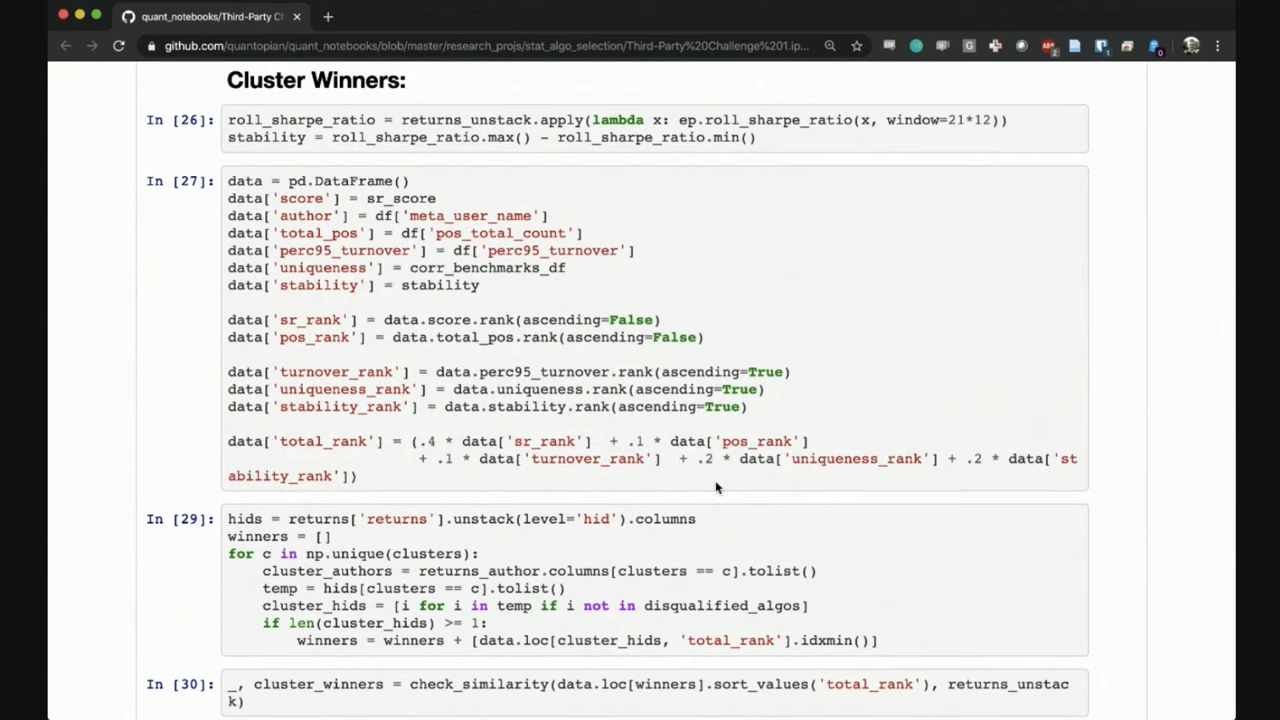 quant_notebooks/Third-Party C
github.com/quantopian/quant_notebooks/blob/master/research_projs/stat_algo_selection/Third-Party%20Challenge%201.ip...
Cluster Winners:
In [26]:
roll_sharpe_ratio = returns_unstack.apply(lambda x: ep.roll_sharpe_ratio(x, window=21*12))
stability = roll_sharpe_ratio.max() - roll_sharpe_ratio.min()
In [27]:
data = pd.DataFrame()
data['score'] = sr_score
data['author'] = df['meta_user_name']
data['total_pos'] = df['pos_total_count']
data['perc95_turnover'] = df['perc95_turnover']
data['uniqueness'] = corr_benchmarks_df
data['stability'] = stability
data['sr_rank'] = data.score.rank(ascending=False)
data['pos_rank'] = data.total_pos.rank(ascending=False)
data['turnover_rank'] = data.perc95_turnover.rank(ascending=True)
data['uniqueness_rank'] = data.uniqueness.rank(ascending=True)
data['stability_rank'] = data.stability.rank(ascending=True)
data['total_rank'] = (.4 * data['sr_rank'] + .1 * data['pos_rank']
+ .1 * data['turnover_rank'] + .2 * data['uniqueness_rank'] + .2 * data['st
ability_rank'])
In [29]:
hids = returns['returns'].unstack(level='hid').columns
winners = []
for c in np.unique(clusters):
cluster_authors = returns_author.columns[clusters == c].tolist()
temp = hids[clusters == c].tolist()
cluster_hids = [i for i in temp if i not in disqualified_algos]
if len(cluster_hids) >= 1:
winners = winners + [data.loc[cluster_hids, 'total_rank'].idxmin()]
In [30]:
_, cluster_winners = check_similarity(data.loc[winners].sort_values('total_rank'), returns_unstac
k)